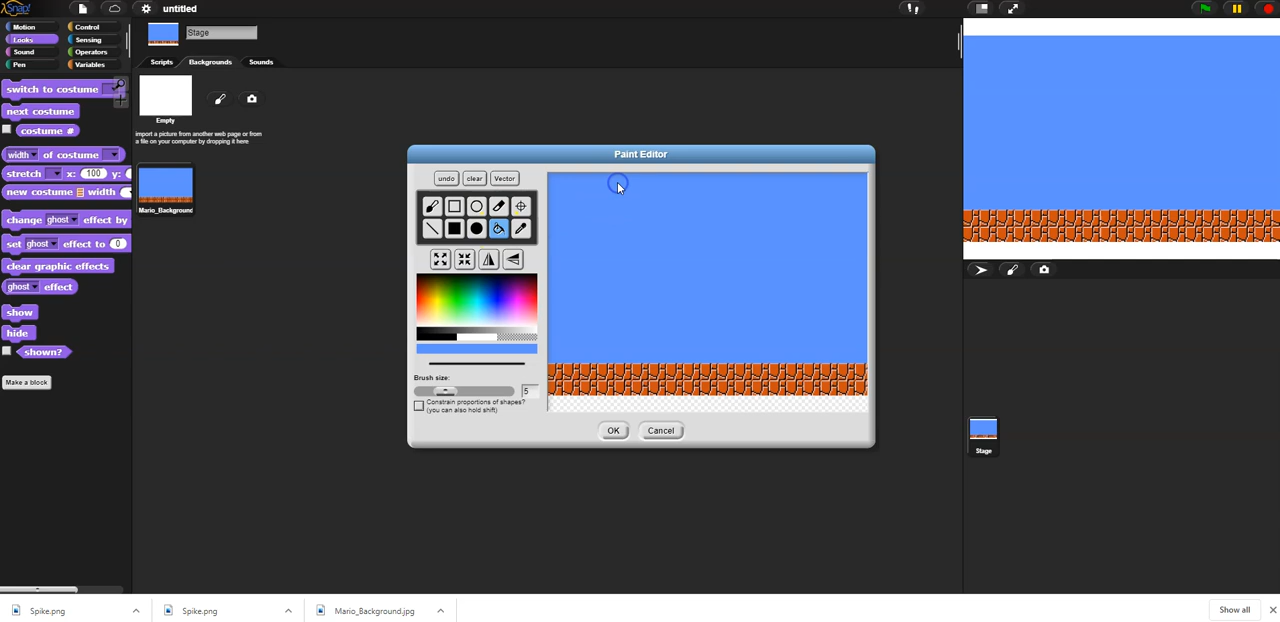 Snap! untitled
Motion Control
Looks Sensing
Sound Operators
Pen Variables
switch to costume
next costume
costume #
width of costume
stretch x: 100 y:
new costume width
change ghost effect by
set ghost effect to 0
clear graphic effects
ghost effect
show
hide
shown?
Make a block
Stage
Scripts Backgrounds Sounds
Empty
import a picture from another web page or from
a file on your computer by dropping it here
Mario_Background
Paint Editor
undo clear Vector
Brush size:
5
Constrain proportions of shapes?
(you can also hold shift)
OK Cancel
Stage
Spike.png Spike.png Mario_Background.jpg Show all